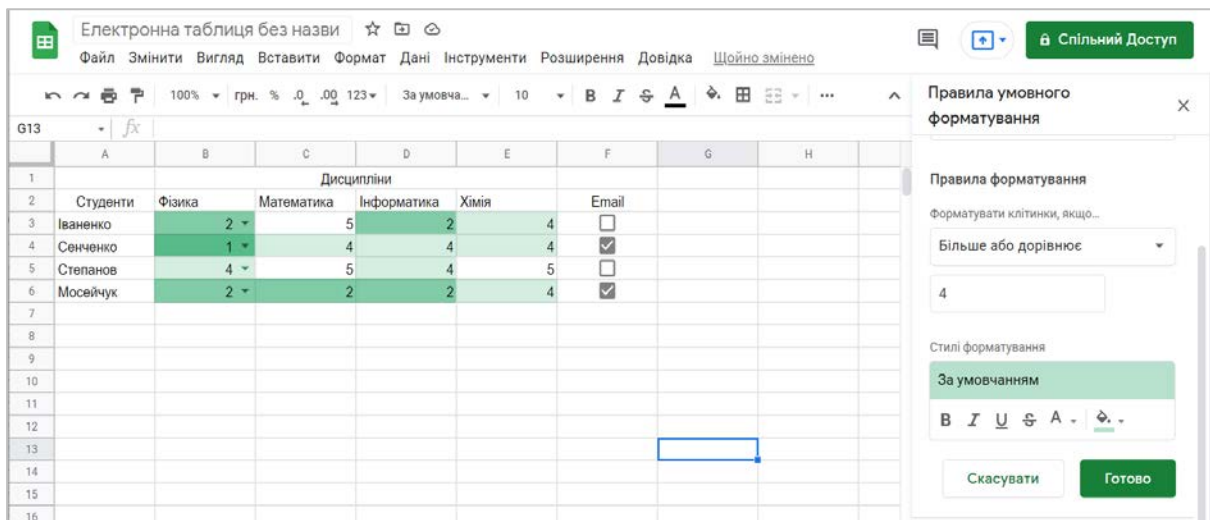 Електронна таблиця без назви
Файл Змінити Вигляд Вставити Формат Дані Інструменти Розширення Довідка Щойно змінено
Спільний Доступ
100% грн. % .0 .00 123 За умовча... 10 B I S A ...
G13 fx
A B C D E F G H
1 Дисципліни
2 Студенти Фізика Математика Інформатика Хімія Email
3 Іваненко 2 5 2 4
4 Сенченко 1 4 4 4
5 Степанов 4 5 4 5
6 Мосейчук 2 2 2 4
7
8
9
10
11
12
13
14
15
16
Правила умовного
форматування
Правила форматування
Форматувати клітинки, якщо...
Більше або дорівнює
4
Стилі форматування
За умовчанням
B I U S A
Скасувати Готово